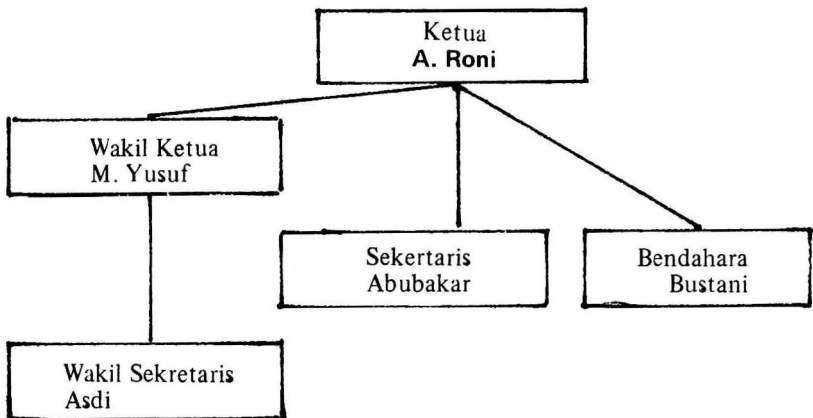 Ketua
A. Roni
Wakil Ketua
M. Yusuf
Sekertaris
Abubakar
Bendahara
Bustani
Wakil Sekretaris
Asdi